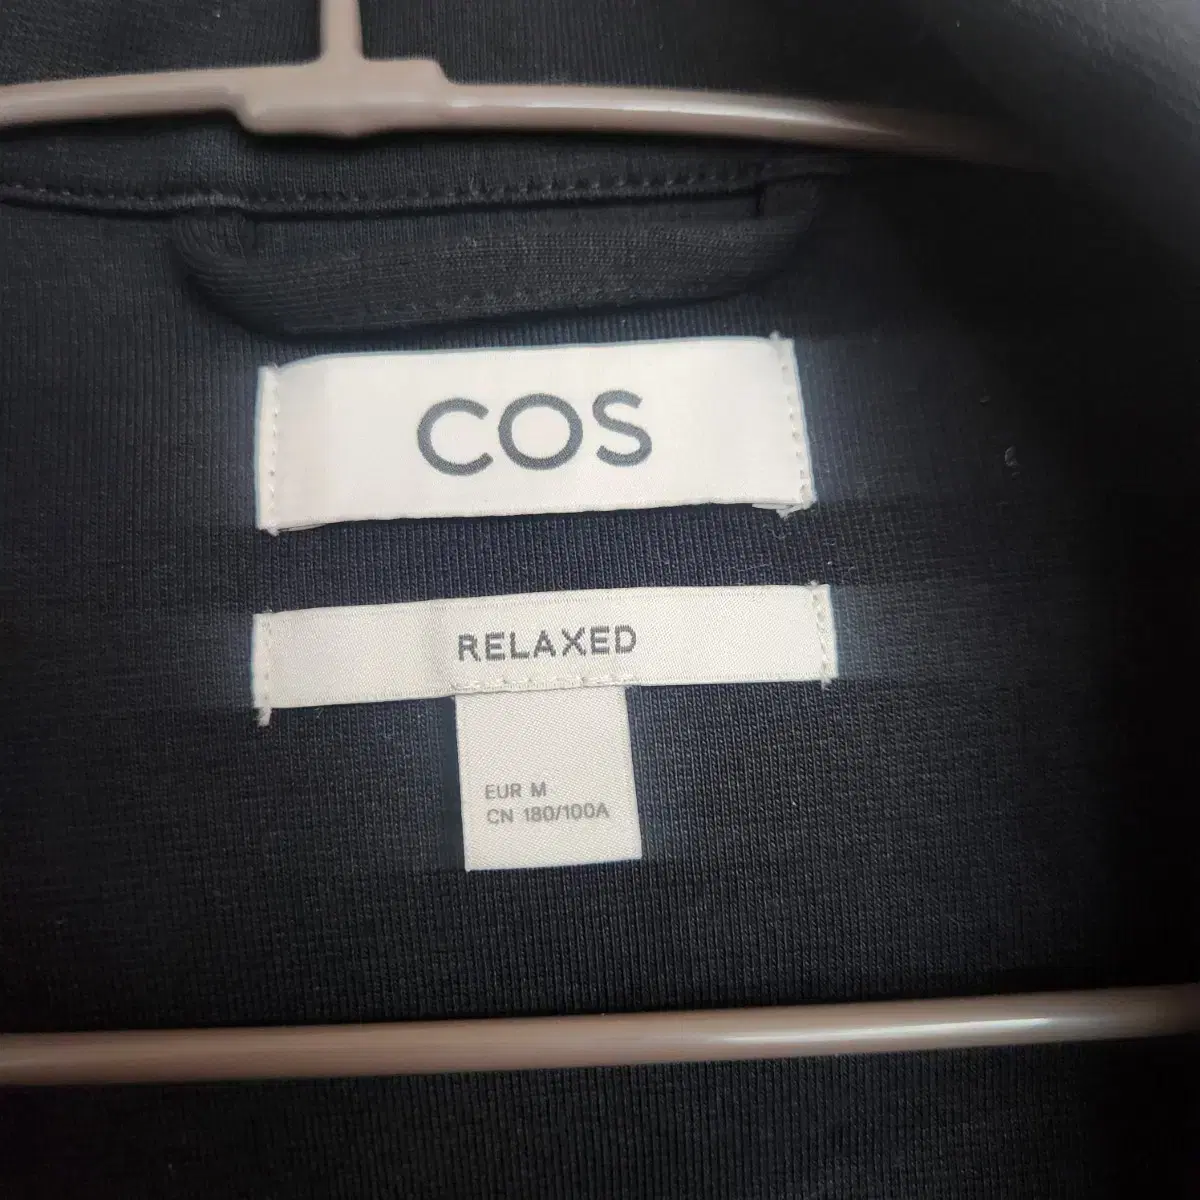 COS
RELAXED
EUR M
CN 180/100A